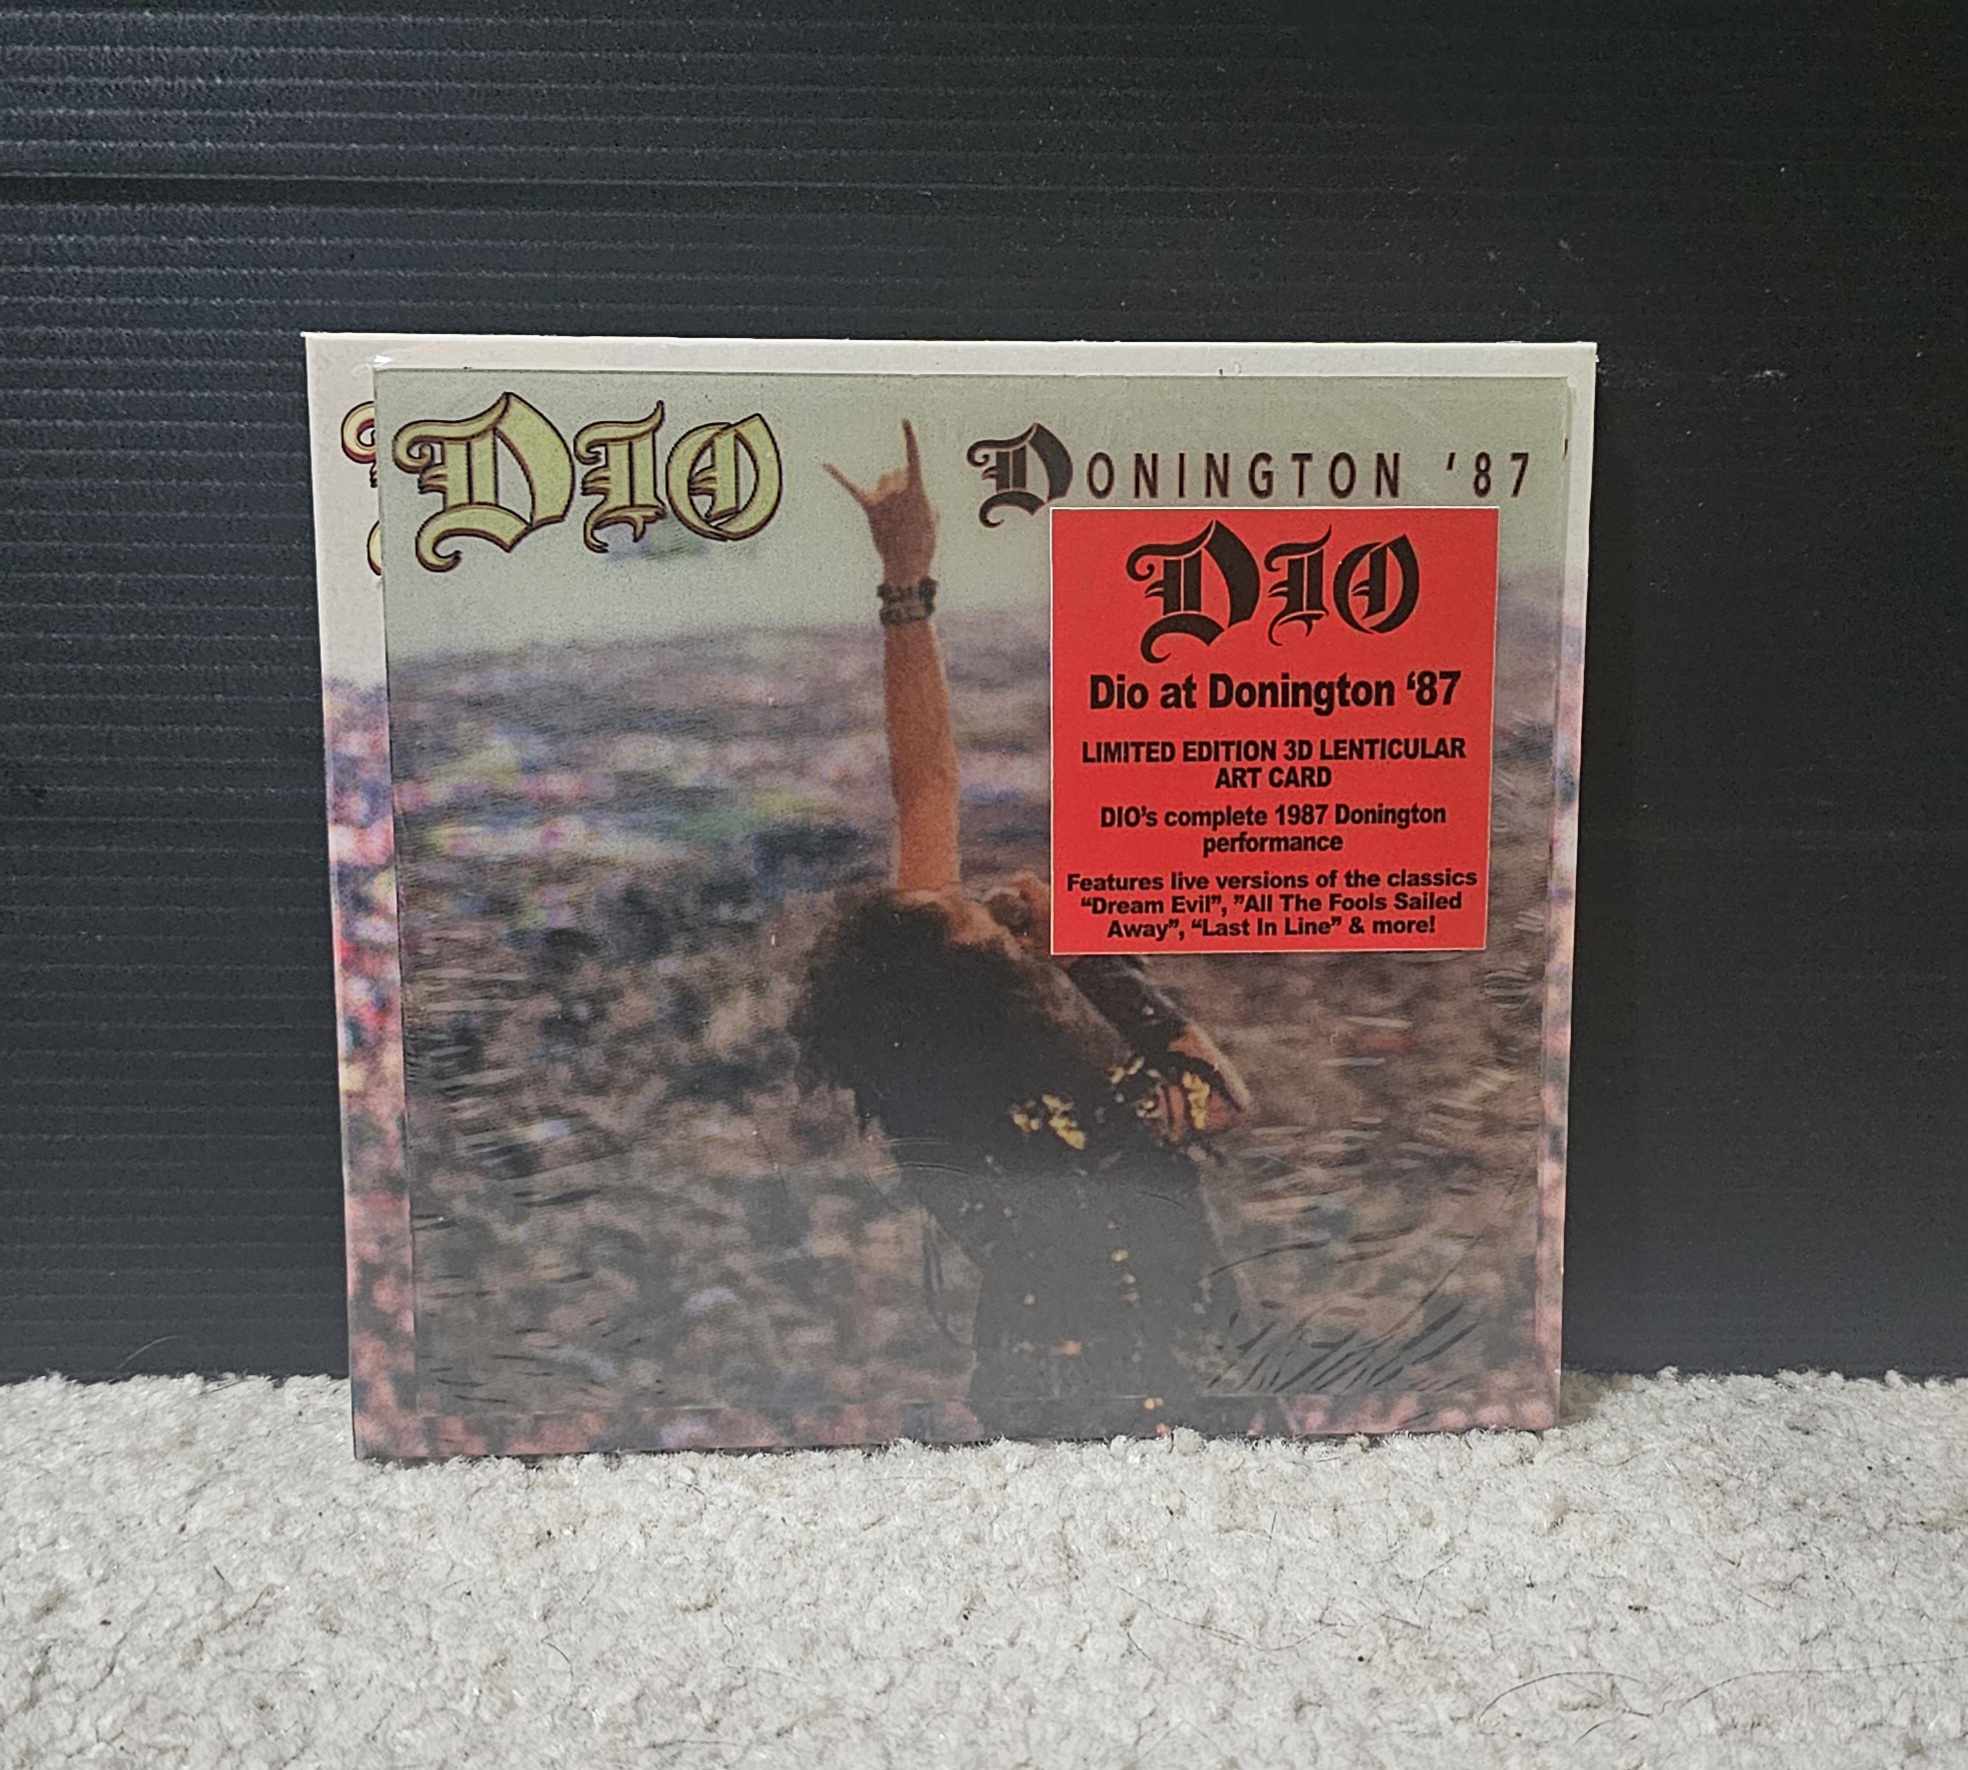 DIO
DONINGTON '87
DIO
Dio at Donington ‘87
LIMITED EDITION 3D LENTICULAR
ART CARD
DIO’s complete 1987 Donington
performance
Features live versions of the classics
“Dream Evil”, ”All The Fools Sailed
Away”, “Last In Line” & more!